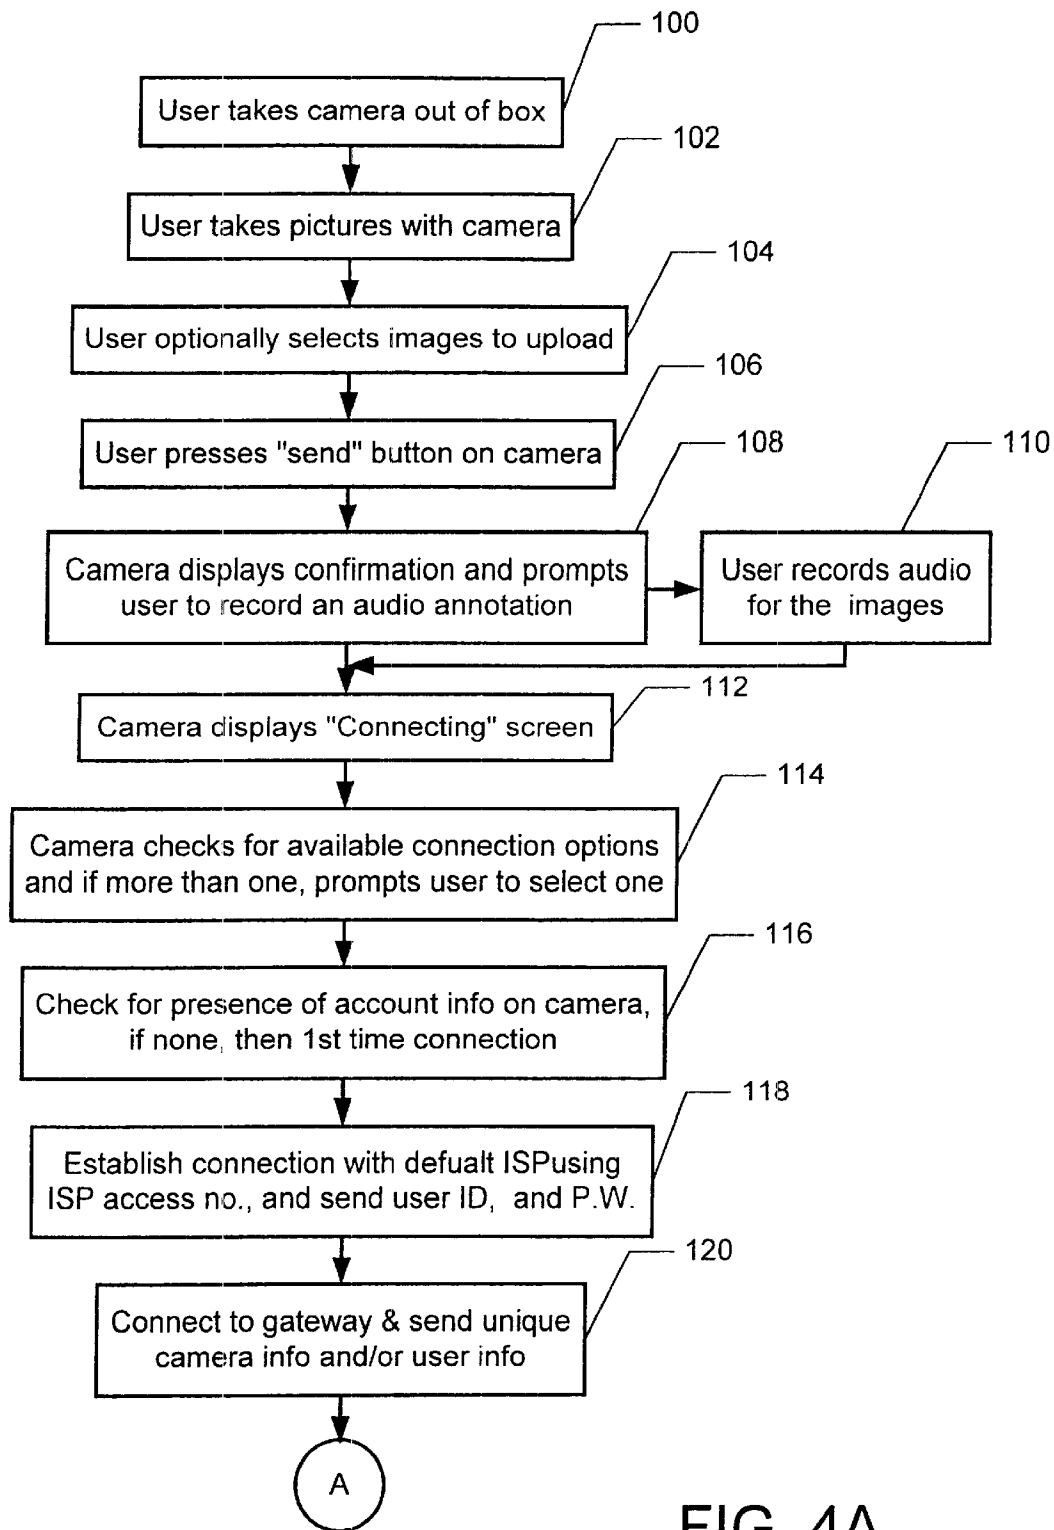 100
User takes camera out of box
102
User takes pictures with camera
104
User optionally selects images to upload
106
User presses "send" button on camera
108
110
Camera displays confirmation and prompts
user to record an audio annotation
User records audio
for the images
112
Camera displays "Connecting" screen
114
Camera checks for available connection options
and if more than one, prompts user to select one
116
Check for presence of account info on camera,
if none, then 1st time connection
118
Establish connection with defualt ISPusing
ISP access no., and send user ID, and P.W.
120
Connect to gateway & send unique
camera info and/or user info
A
FIG. 4A